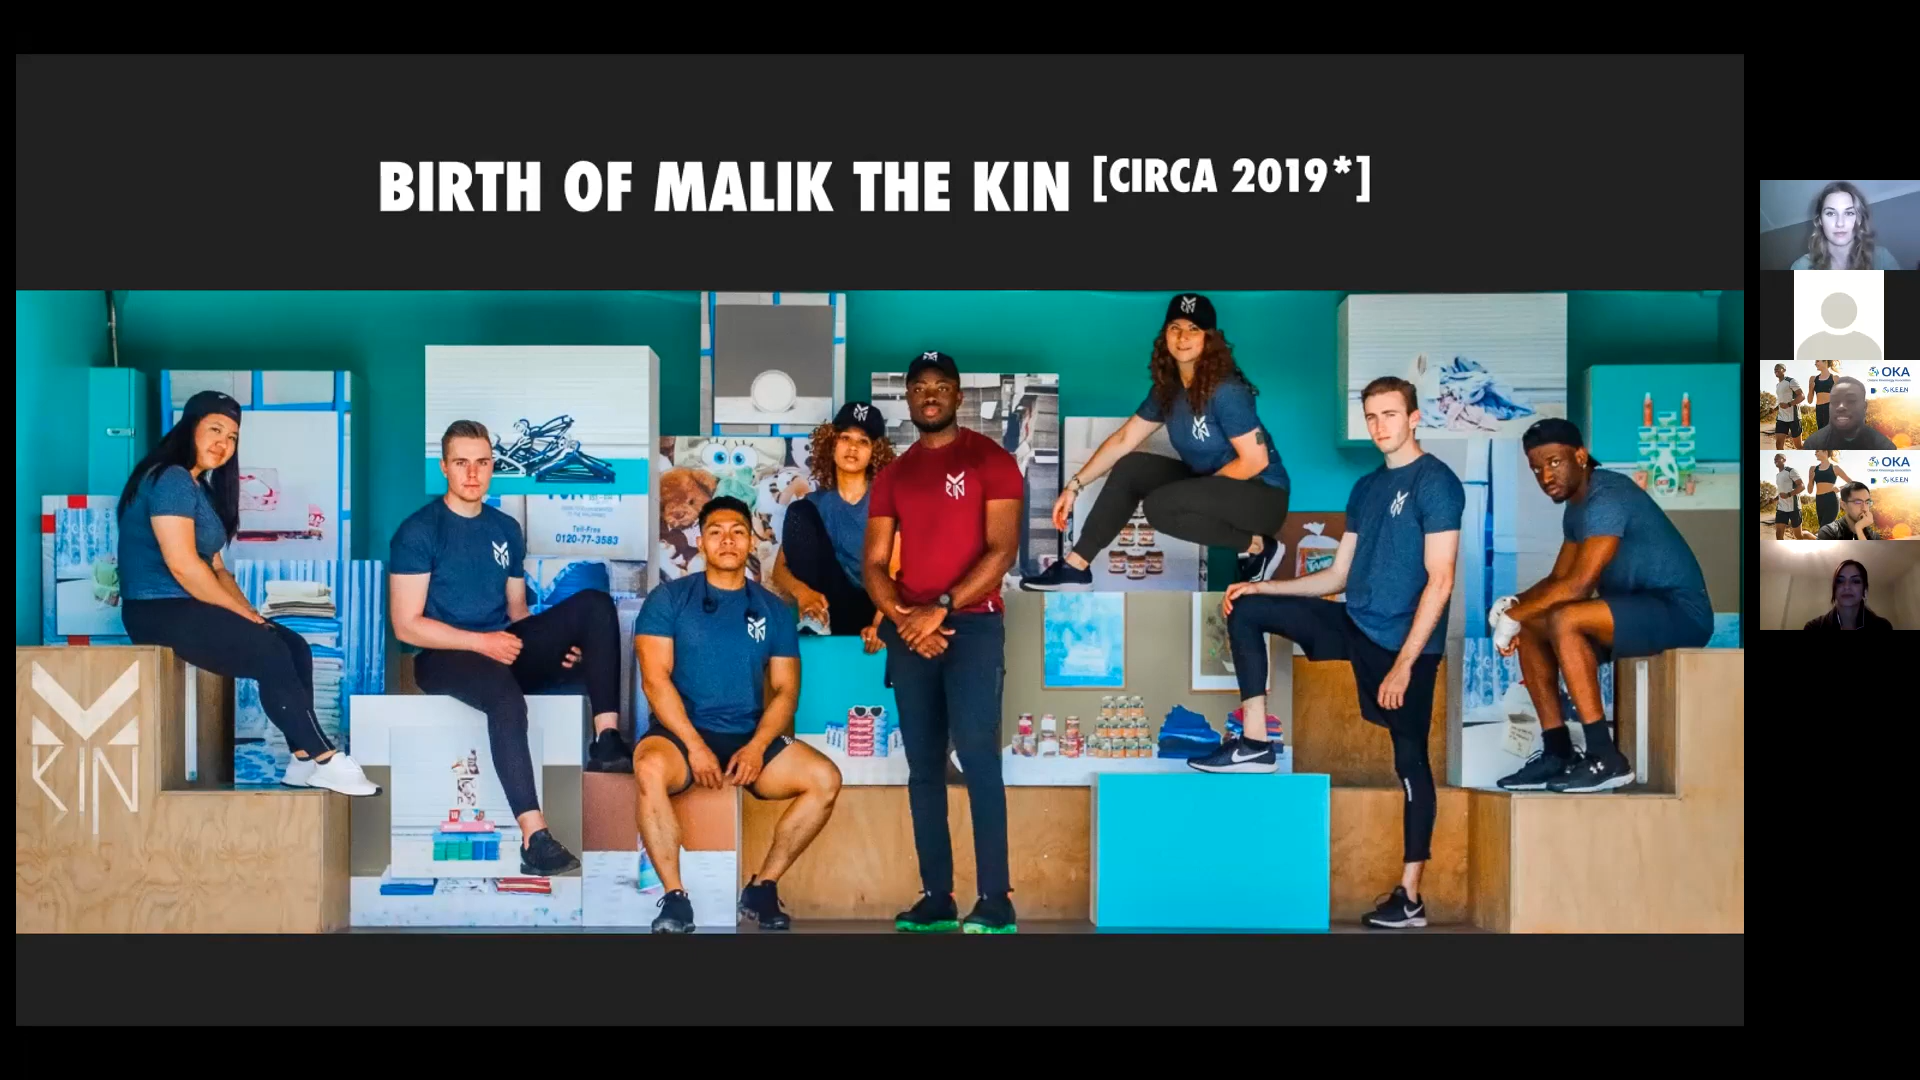 BIRTH OF MALIK THE KIN [CIRCA 2019*]
Toll-Free
0120-77-3583
KIN
OKA
K.E.E.N
OKA
K.E.E.N